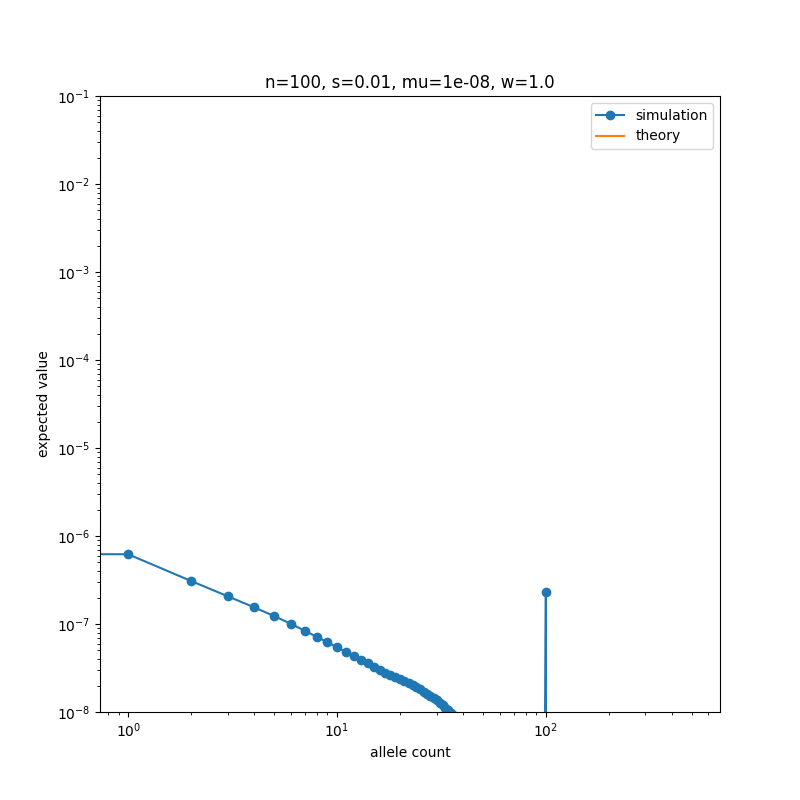 n=100, s=0.01, mu=1e-08, w=1.0
simulation
theory
expected value
10⁻¹
10⁻²
10⁻³
10⁻⁴
10⁻⁵
10⁻⁶
10⁻⁷
10⁻⁸
10⁰
10¹
10²
allele count